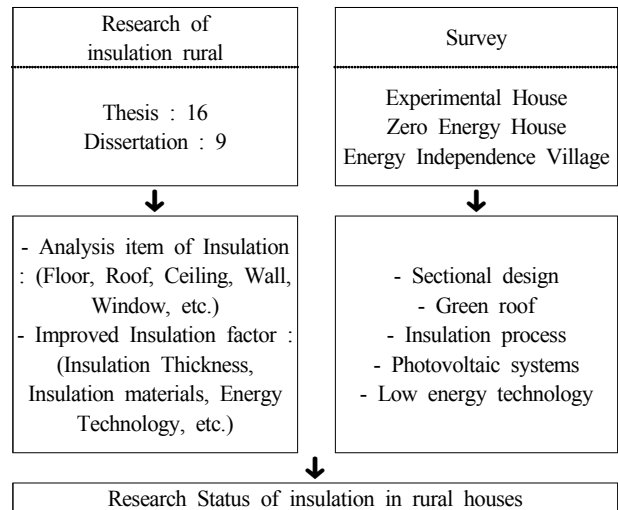 Research of
insulation rural
Thesis : 16
Dissertation : 9
Survey
Experimental House
Zero Energy House
Energy Independence Village
- Analysis item of Insulation
: (Floor, Roof, Ceiling, Wall,
Window, etc.)
- Improved Insulation factor :
(Insulation Thickness,
Insulation materials, Energy
Technology, etc.)
- Sectional design
- Green roof
- Insulation process
- Photovoltaic systems
- Low energy technology
Research Status of insulation in rural houses